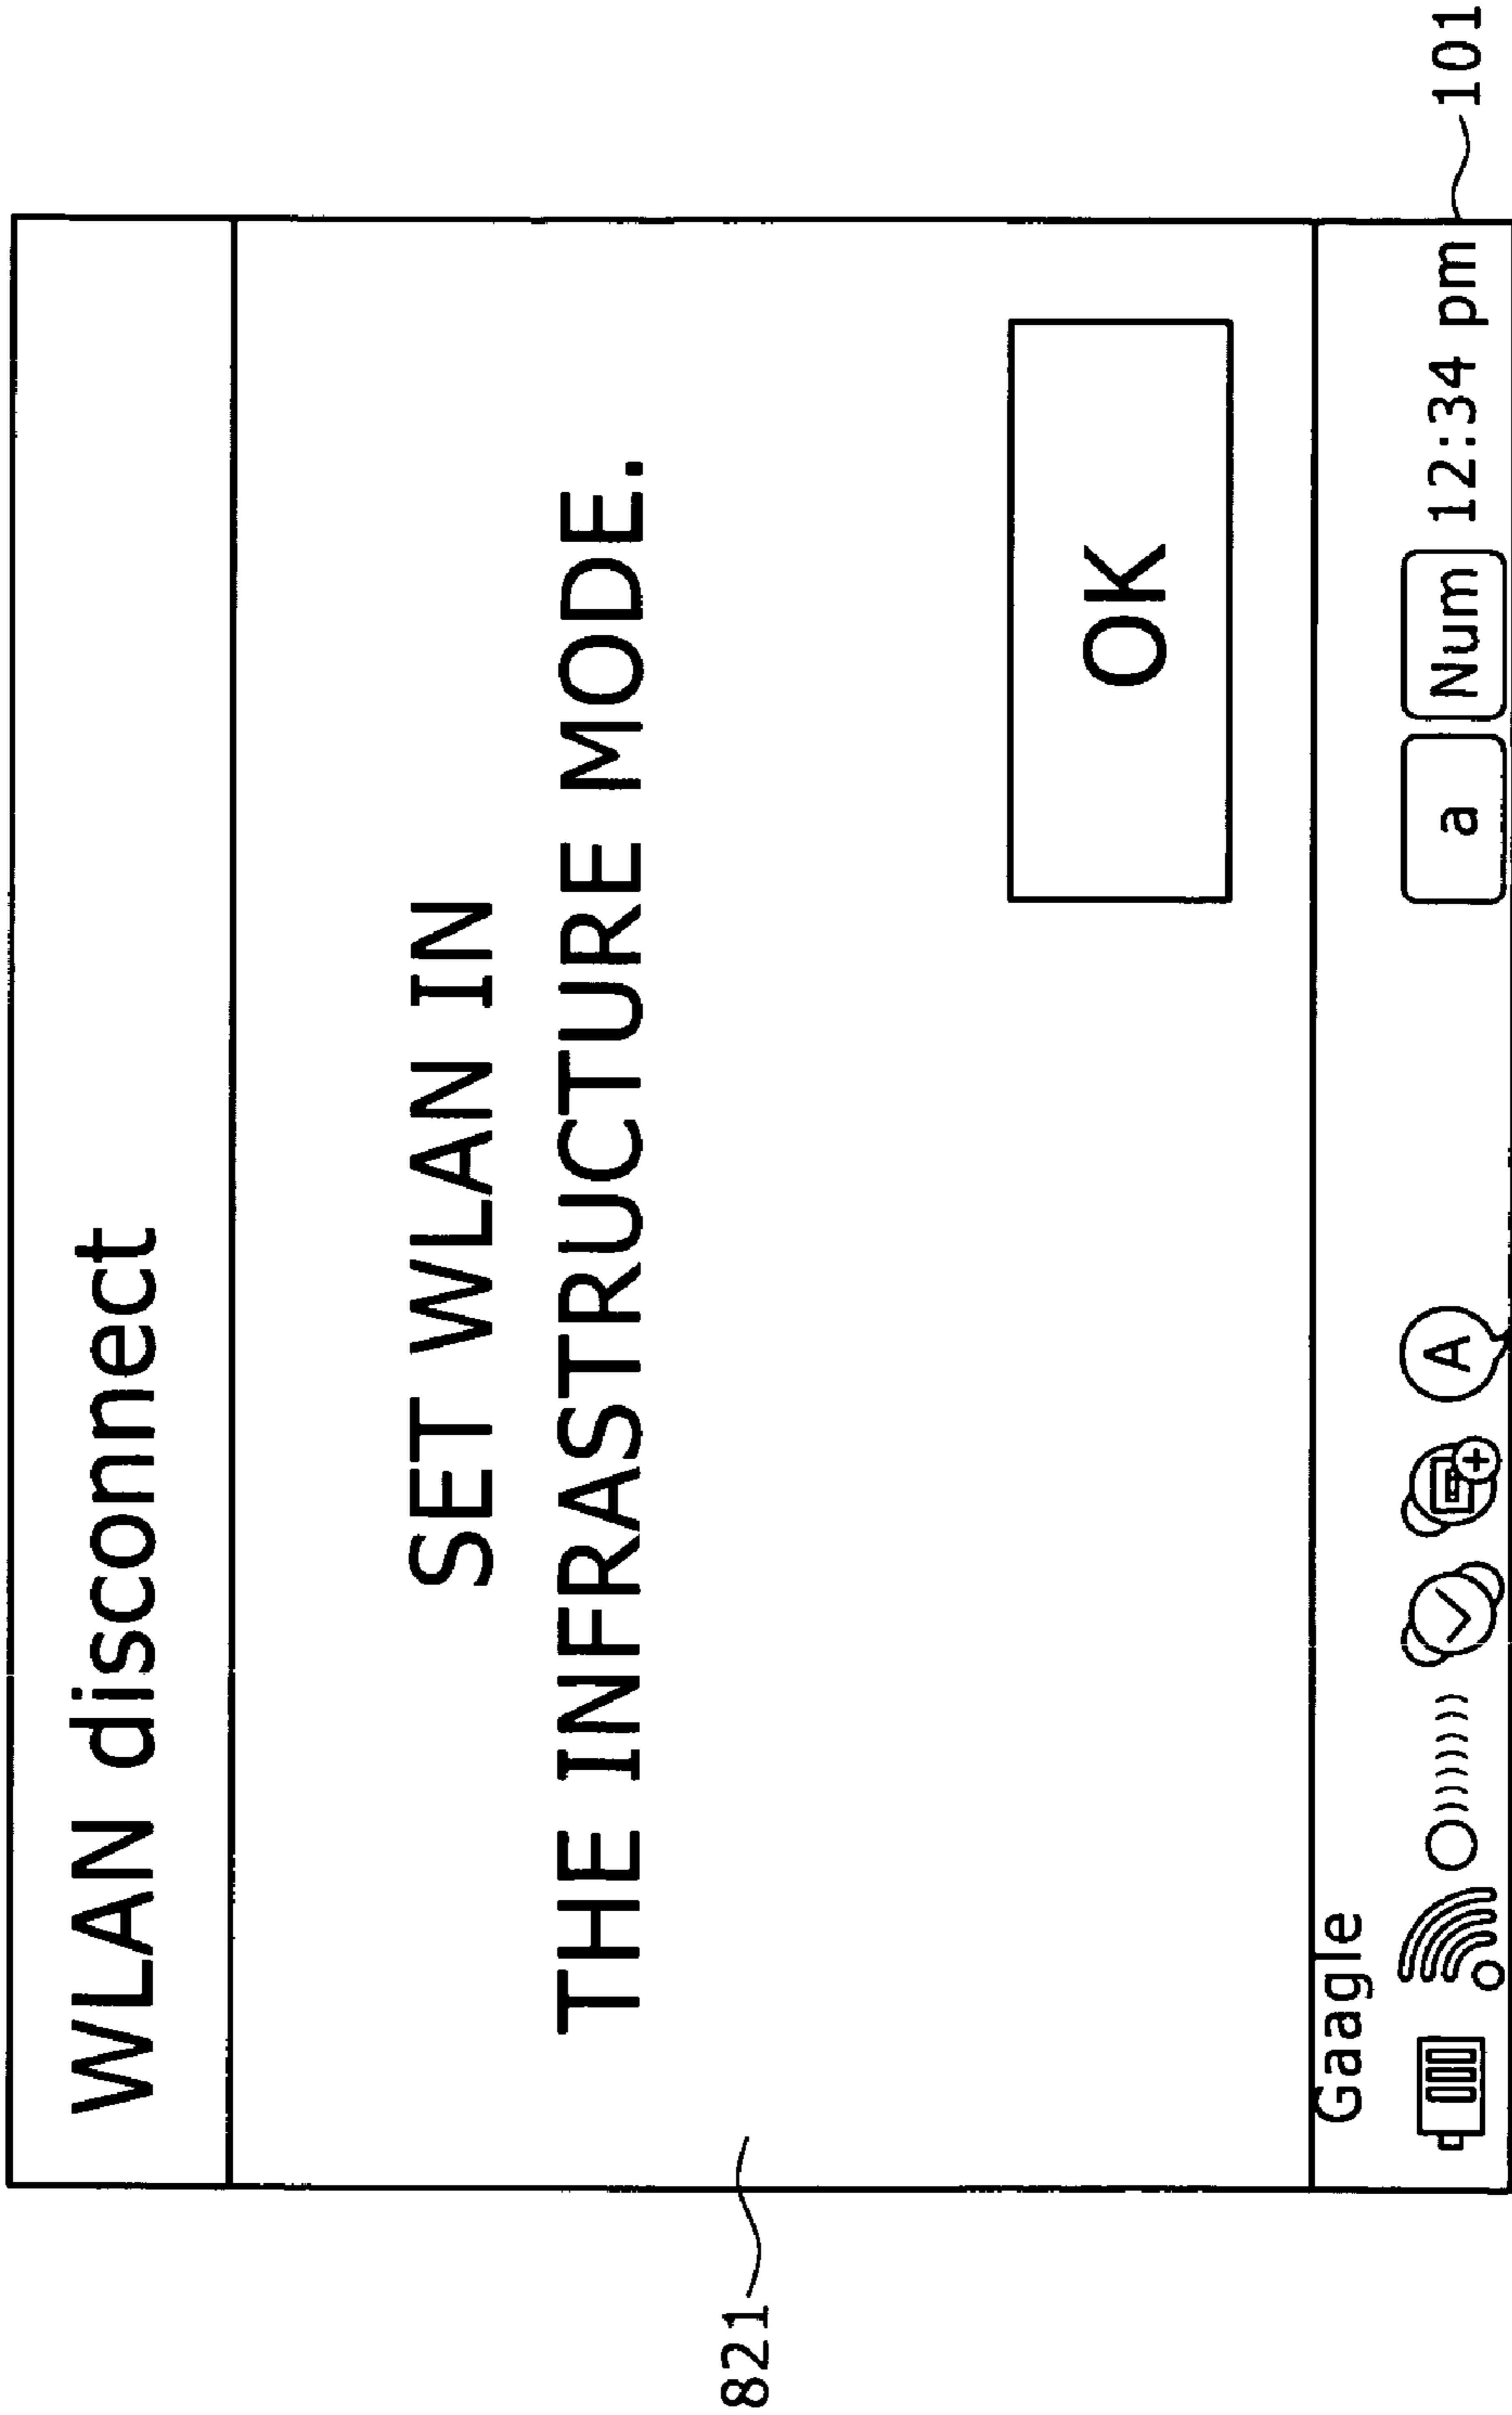 WLAN disconnect
SET WLAN IN
THE INFRASTRUCTURE MODE.
821
OK
Gaagle
A
a
Num
12:34 pm
101